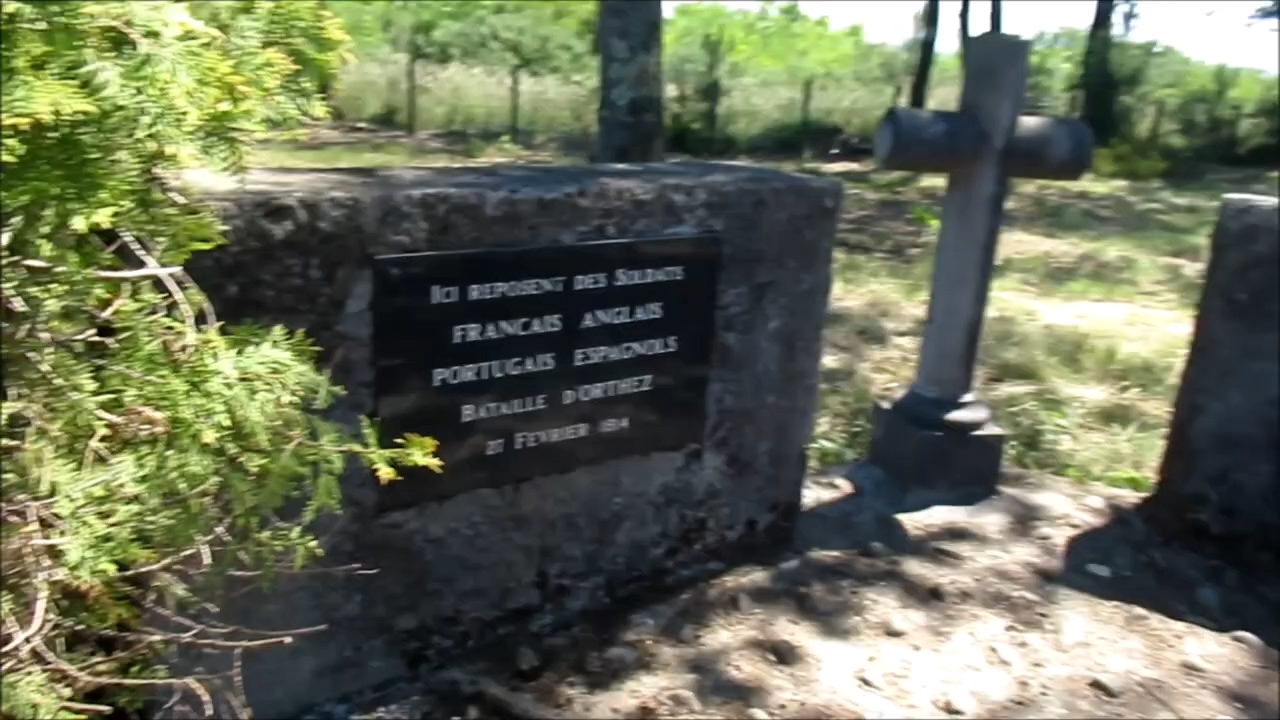 ICI REPOSENT DES SOLDATS
FRANCAIS ANGLAIS
PORTUGAIS ESPAGNOLS
BATAILLE D'ORTHEZ
27 FEVRIER 1814